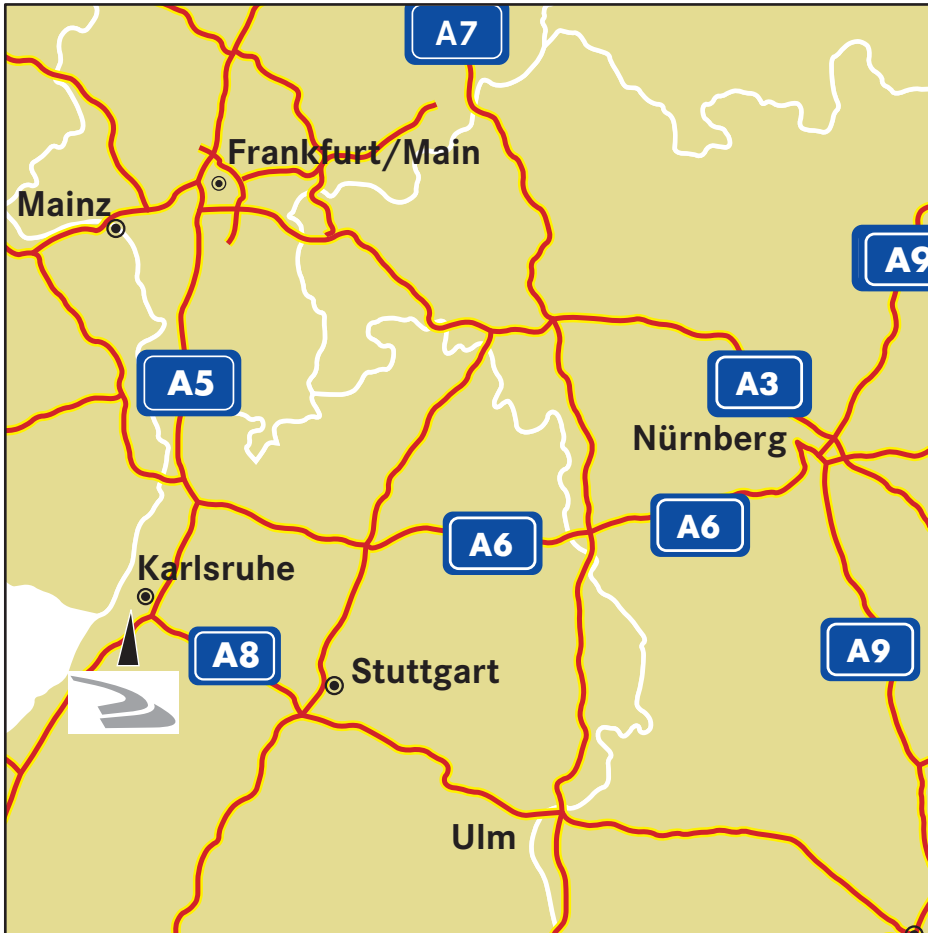 A7
Frankfurt/Main
Mainz
A9
A5
A3
Nürnberg
A6
A6
Karlsruhe
A8
Stuttgart
A9
Ulm